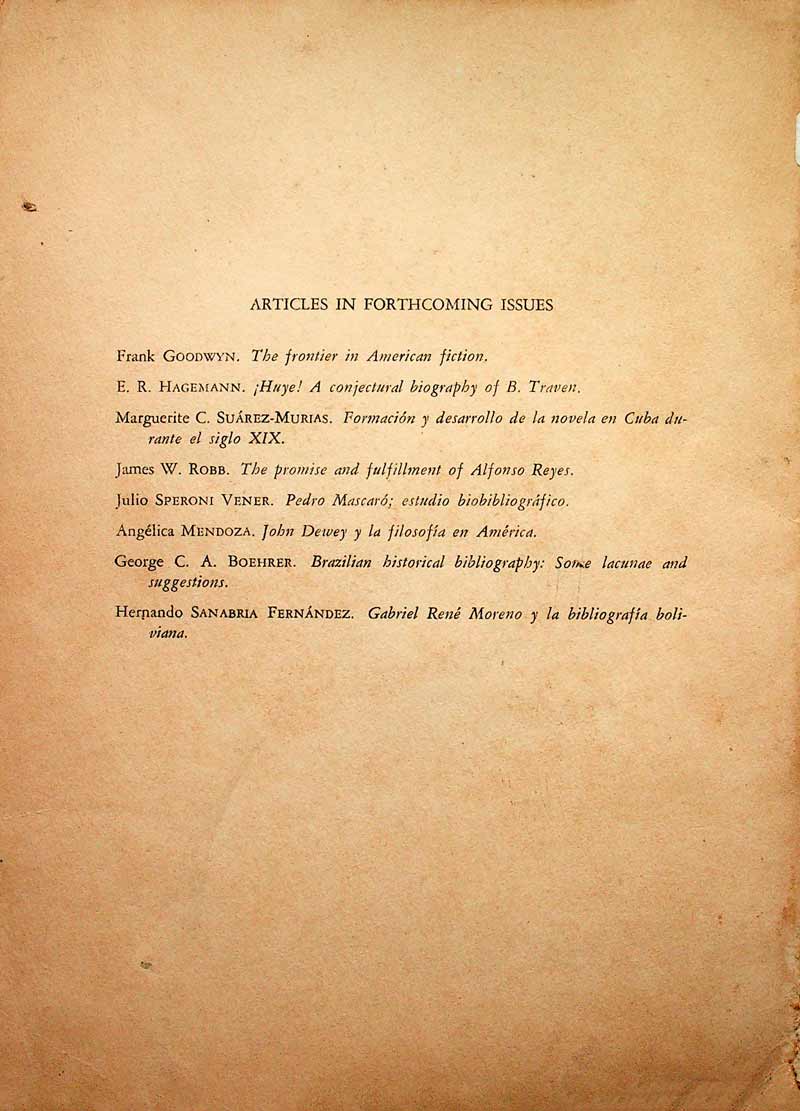 ARTICLES IN FORTHCOMING ISSUES
Frank GOODWYN. The frontier in American fiction.
E. R. HAGEMANN. ¡Huye! A conjectural biography of B. Traven.
Marguerite C. SUÁREZ-MURIAS. Formación y desarrollo de la novela en Cuba du-
rante el siglo XIX.
James W. ROBB. The promise and fulfillment of Alfonso Reyes.
Julio SPERONI VENER. Pedro Mascaró; estudio biobibliográfico.
Angélica MENDOZA. John Dewey y la filosofía en América.
George C. A. BOEHRER. Brazilian historical bibliography: Some lacunae and
suggestions.
Hernando SANABRIA FERNÁNDEZ. Gabriel René Moreno y la bibliografía boli-
viana.